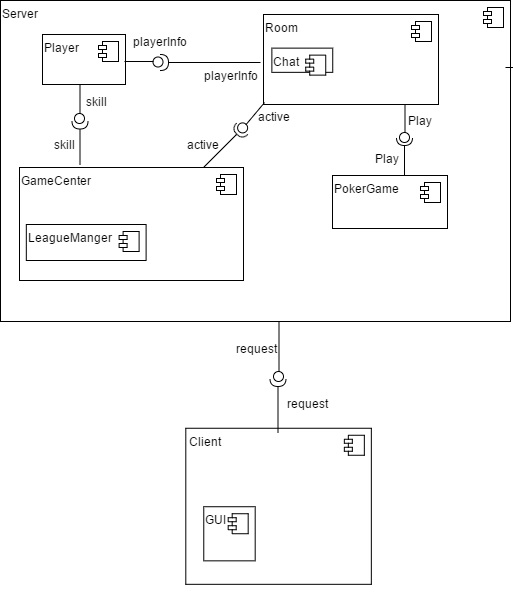 Server
Room
playerInfo
Player
Chat
playerInfo
skill
active
Play
skill
active
Play
GameCenter
PokerGame
LeagueManger
request
request
Client
GUI